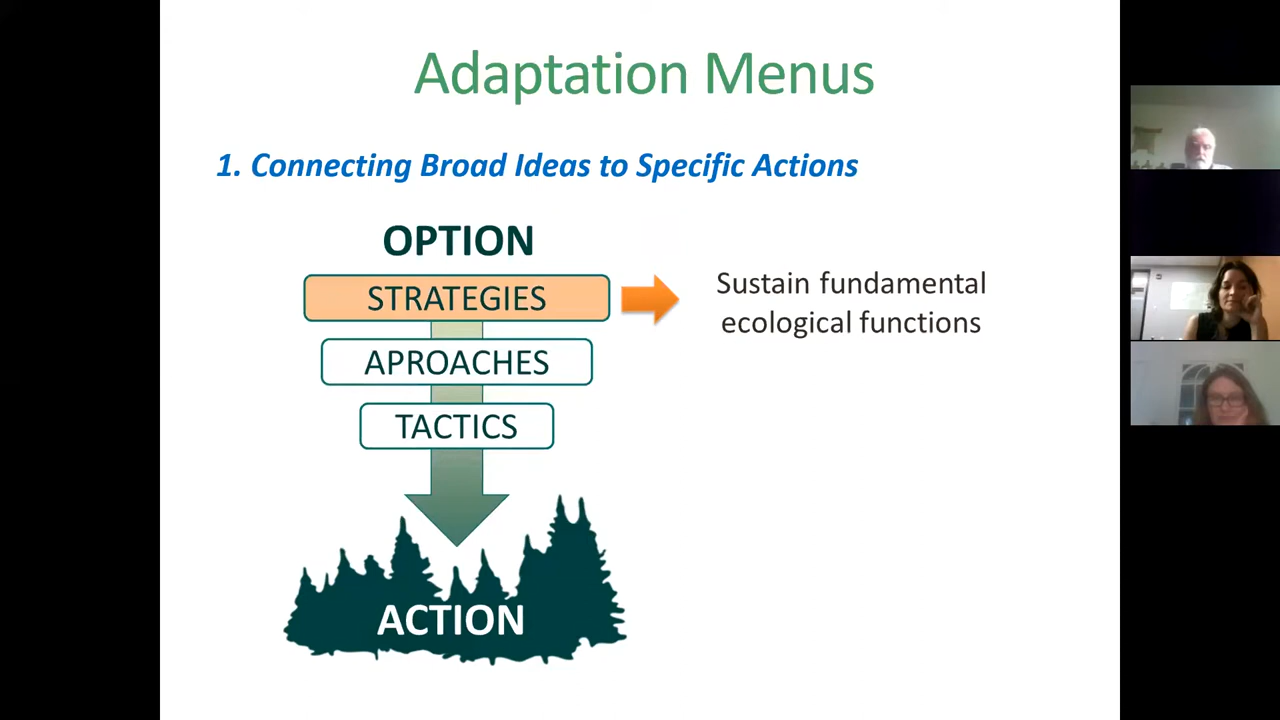 Adaptation Menus
1. Connecting Broad Ideas to Specific Actions
OPTION
STRATEGIES
Sustain fundamental
ecological functions
APROACHES
TACTICS
ACTION